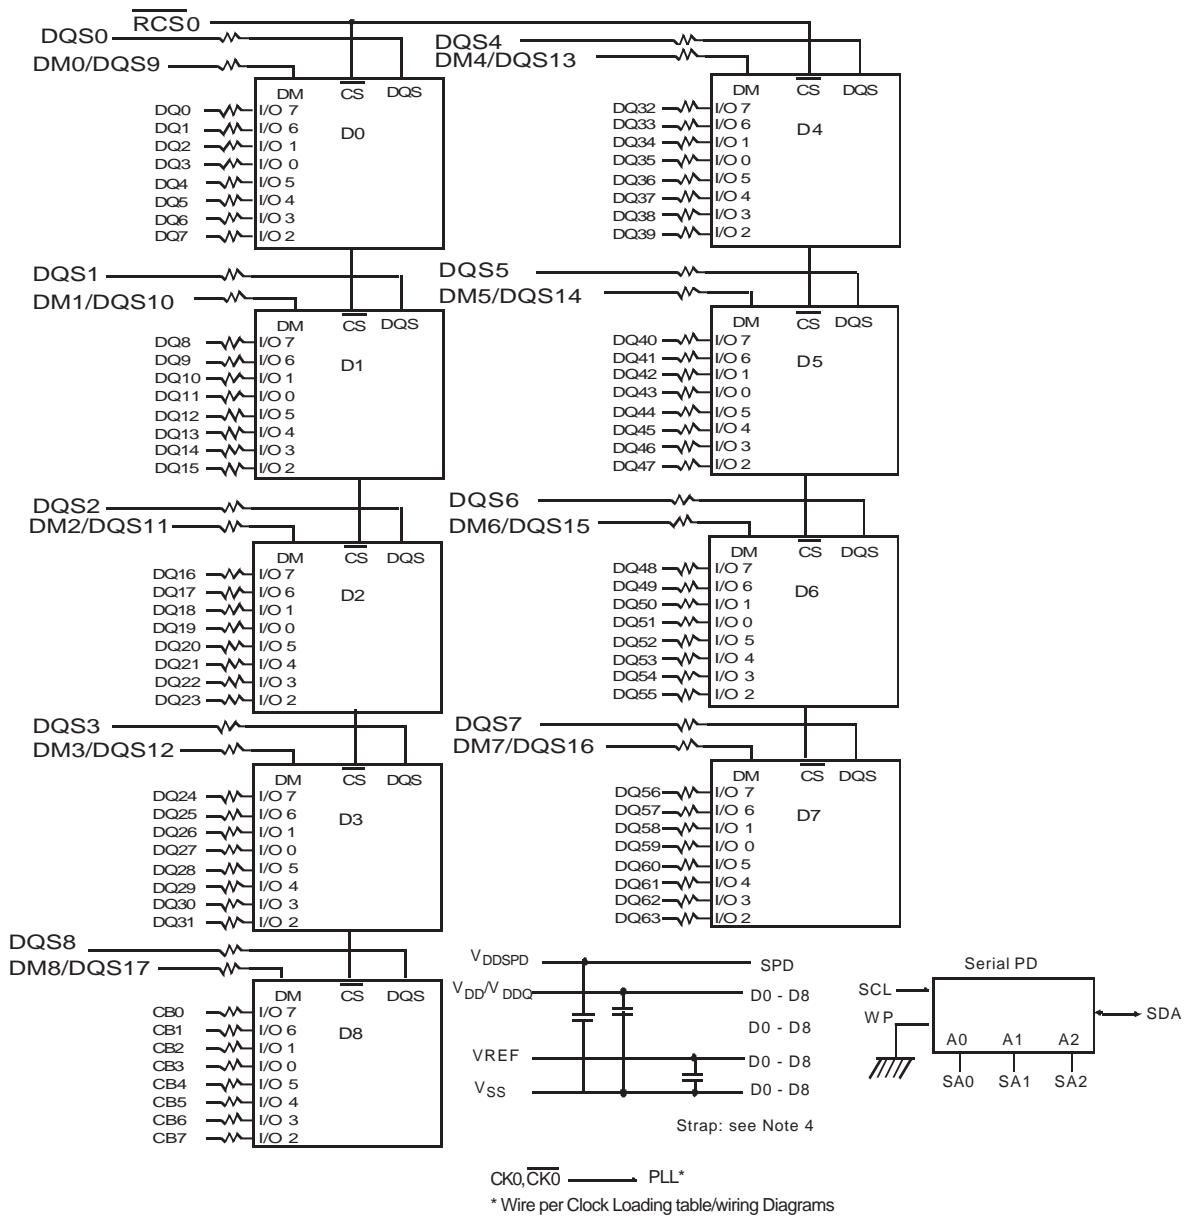 RCS0
DQS0
DM0/DQS9
DM CS DQS
D0
DQ0 I/O 7
DQ1 I/O 6
DQ2 I/O 1
DQ3 I/O 0
DQ4 I/O 5
DQ5 I/O 4
DQ6 I/O 3
DQ7 I/O 2
DQS1
DM1/DQS10
DM CS DQS
D1
DQ8 I/O 7
DQ9 I/O 6
DQ10 I/O 1
DQ11 I/O 0
DQ12 I/O 5
DQ13 I/O 4
DQ14 I/O 3
DQ15 I/O 2
DQS2
DM2/DQS11
DM CS DQS
D2
DQ16 I/O 7
DQ17 I/O 6
DQ18 I/O 1
DQ19 I/O 0
DQ20 I/O 5
DQ21 I/O 4
DQ22 I/O 3
DQ23 I/O 2
DQS3
DM3/DQS12
DM CS DQS
D3
DQ24 I/O 7
DQ25 I/O 6
DQ26 I/O 1
DQ27 I/O 0
DQ28 I/O 5
DQ29 I/O 4
DQ30 I/O 3
DQ31 I/O 2
DQS8
DM8/DQS17
DM CS DQS
D8
CB0 I/O 7
CB1 I/O 6
CB2 I/O 1
CB3 I/O 0
CB4 I/O 5
CB5 I/O 4
CB6 I/O 3
CB7 I/O 2
DQS4
DM4/DQS13
DM CS DQS
D4
DQ32 I/O 7
DQ33 I/O 6
DQ34 I/O 1
DQ35 I/O 0
DQ36 I/O 5
DQ37 I/O 4
DQ38 I/O 3
DQ39 I/O 2
DQS5
DM5/DQS14
DM CS DQS
D5
DQ40 I/O 7
DQ41 I/O 6
DQ42 I/O 1
DQ43 I/O 0
DQ44 I/O 5
DQ45 I/O 4
DQ46 I/O 3
DQ47 I/O 2
DQS6
DM6/DQS15
DM CS DQS
D6
DQ48 I/O 7
DQ49 I/O 6
DQ50 I/O 1
DQ51 I/O 0
DQ52 I/O 5
DQ53 I/O 4
DQ54 I/O 3
DQ55 I/O 2
DQS7
DM7/DQS16
DM CS DQS
D7
DQ56 I/O 7
DQ57 I/O 6
DQ58 I/O 1
DQ59 I/O 0
DQ60 I/O 5
DQ61 I/O 4
DQ62 I/O 3
DQ63 I/O 2
VDDSPD SPD
VDD/VDDQ D0 - D8
D0 - D8
VREF D0 - D8
VSS D0 - D8
Strap: see Note 4
Serial PD
SCL
WP
SDA
A0 A1 A2
SA0 SA1 SA2
CK0,CK0 PLL*
* Wire per Clock Loading table/wiring Diagrams